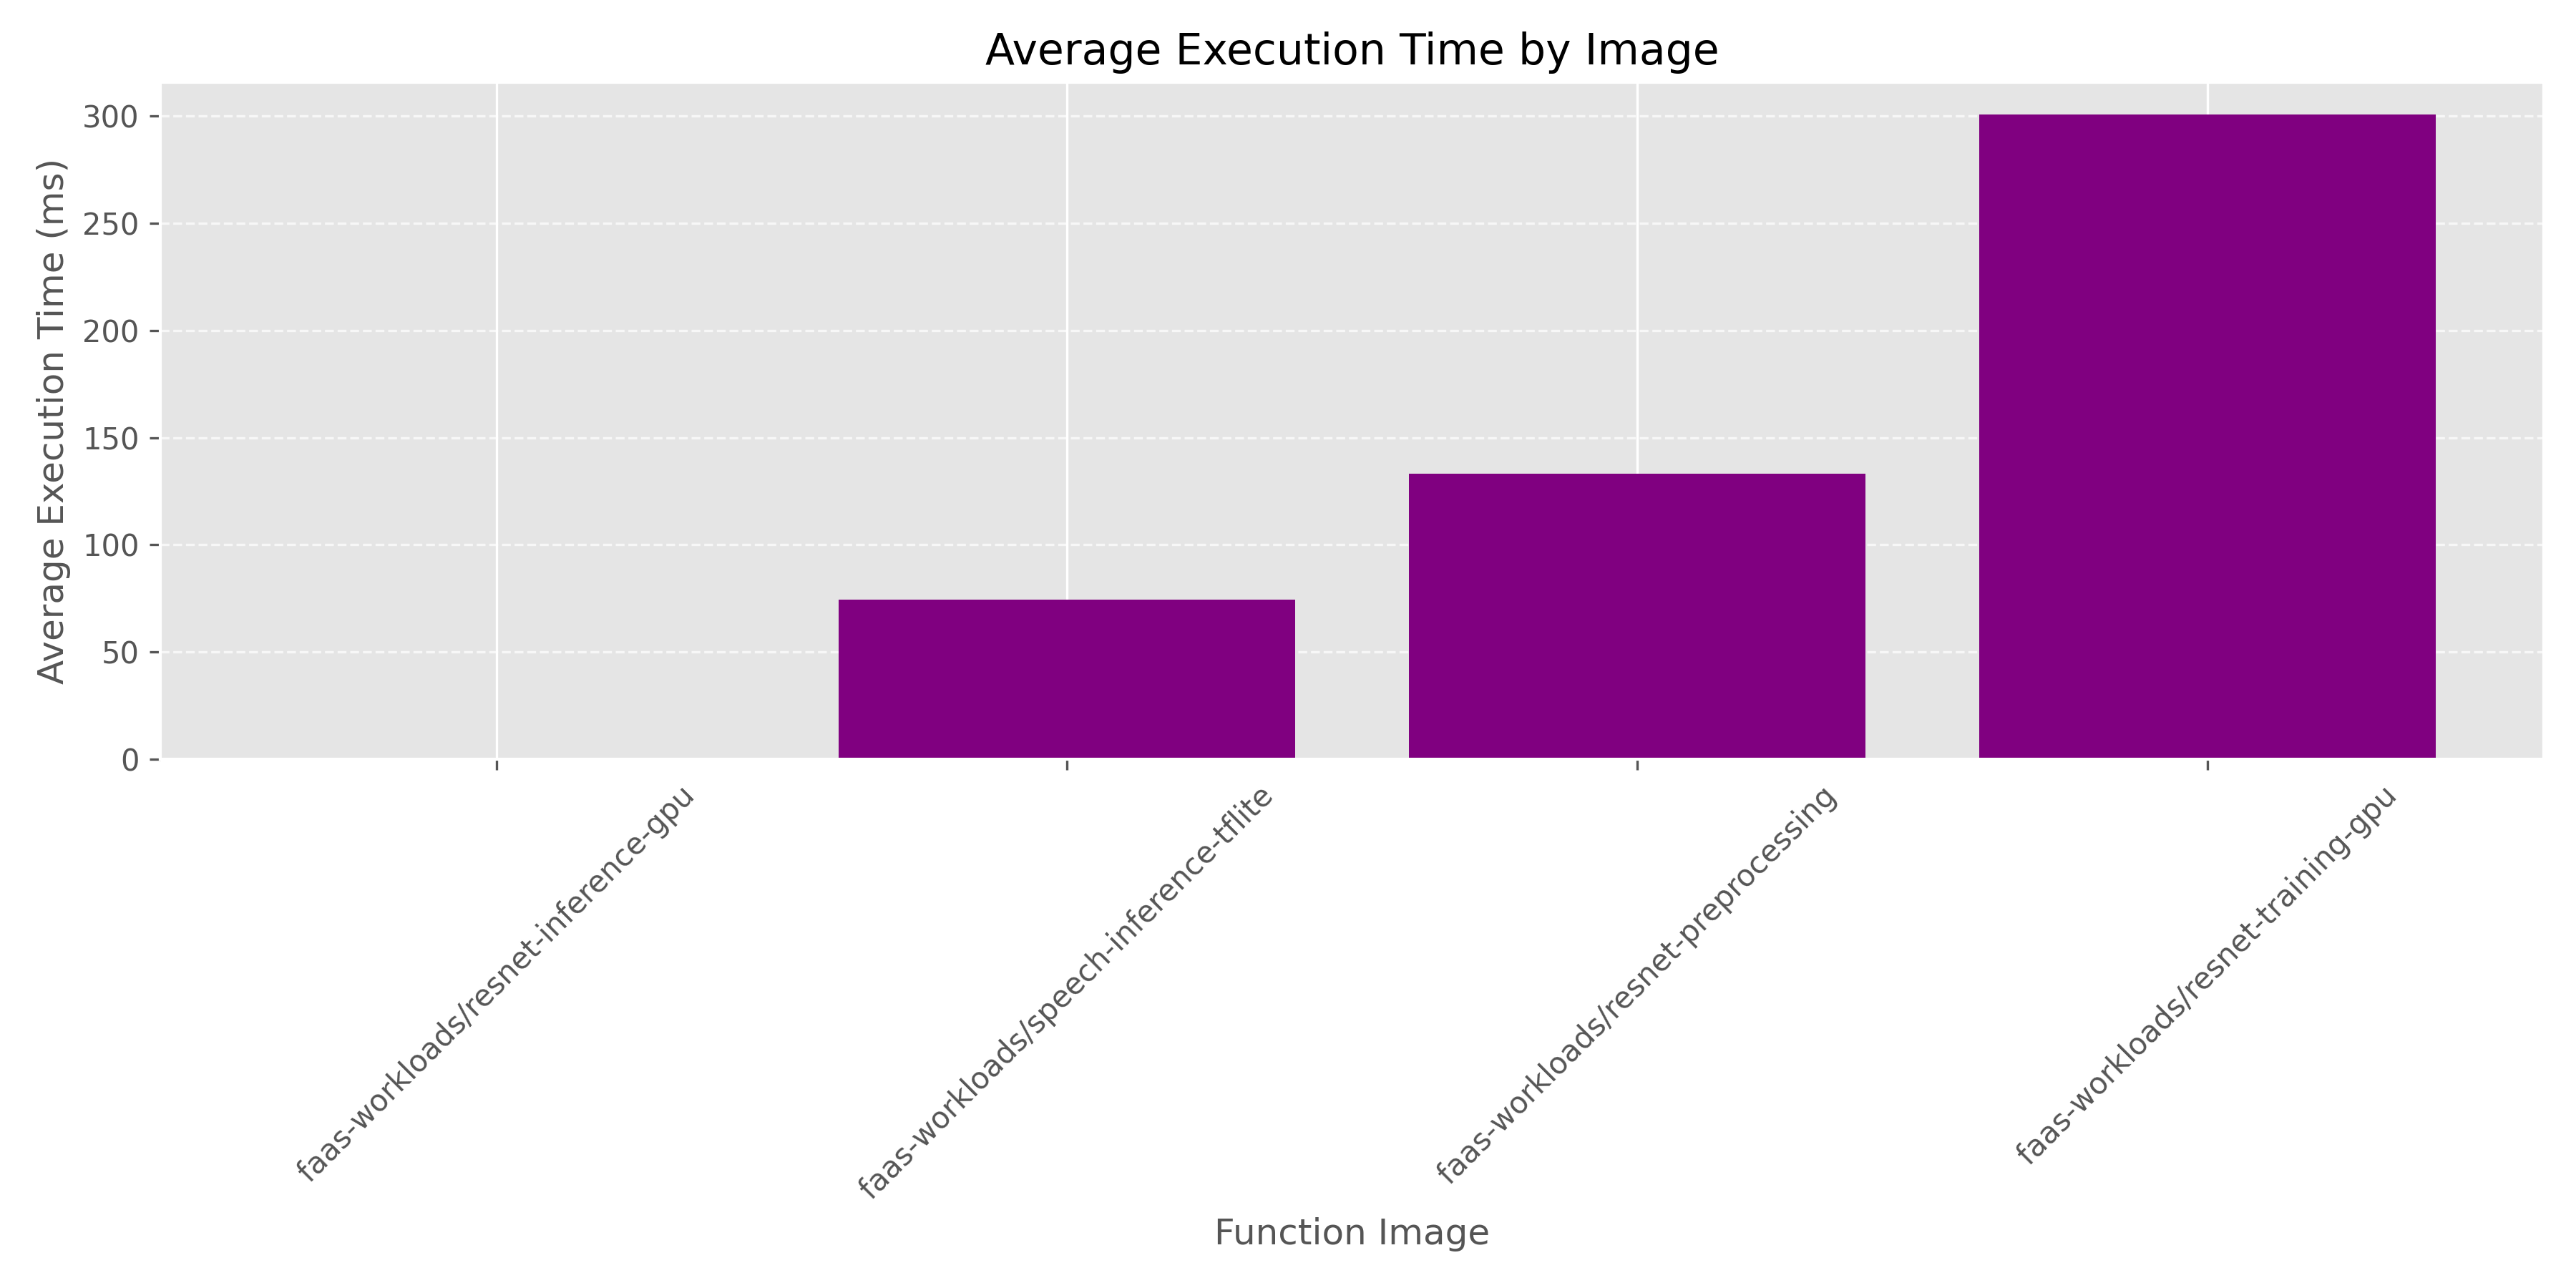 Average Execution Time by Image
Average Execution Time (ms)
300
250
200
150
100
50
0
faas-workloads/resnet-inference-gpu
faas-workloads/speech-inference-tflite
faas-workloads/resnet-preprocessing
faas-workloads/resnet-training-gpu
Function Image